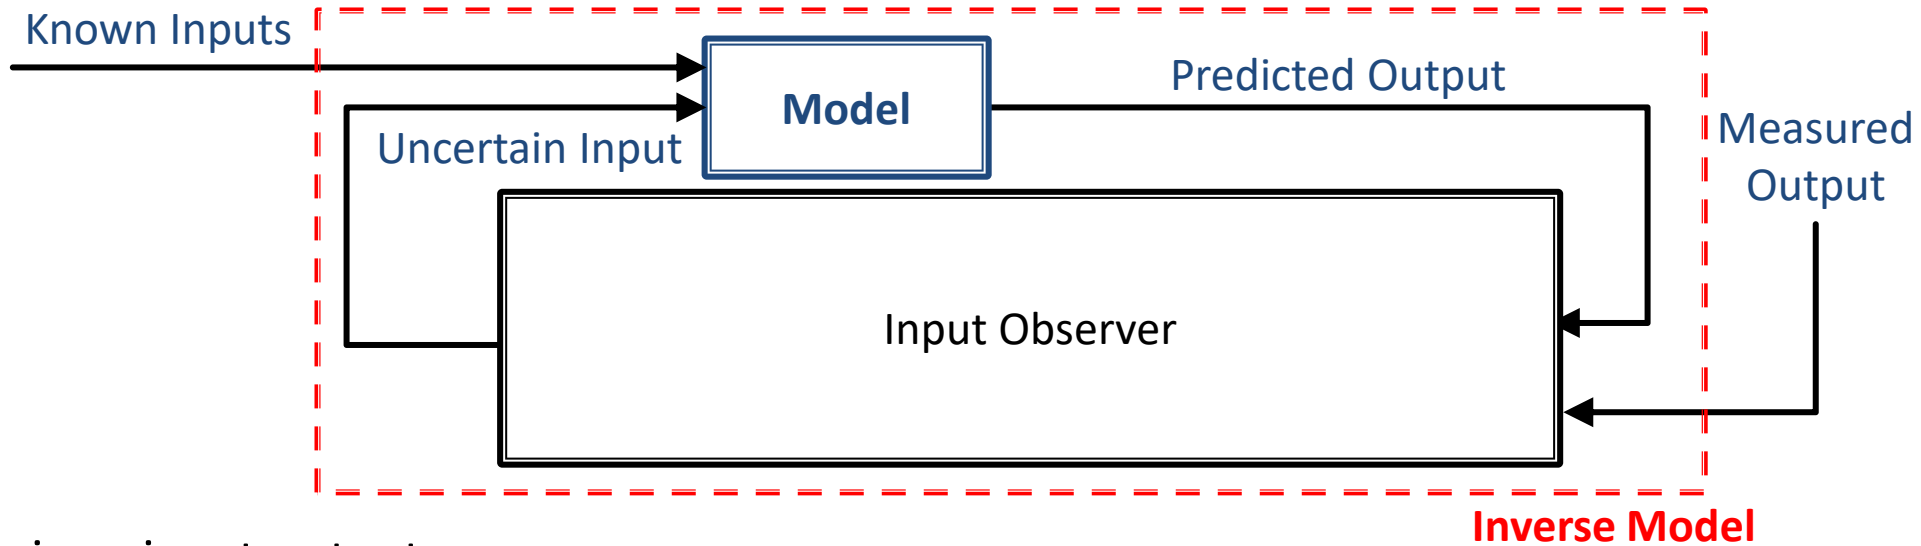 Known Inputs
Model
Predicted Output
Uncertain Input
Measured
Output
Input Observer
Inverse Model